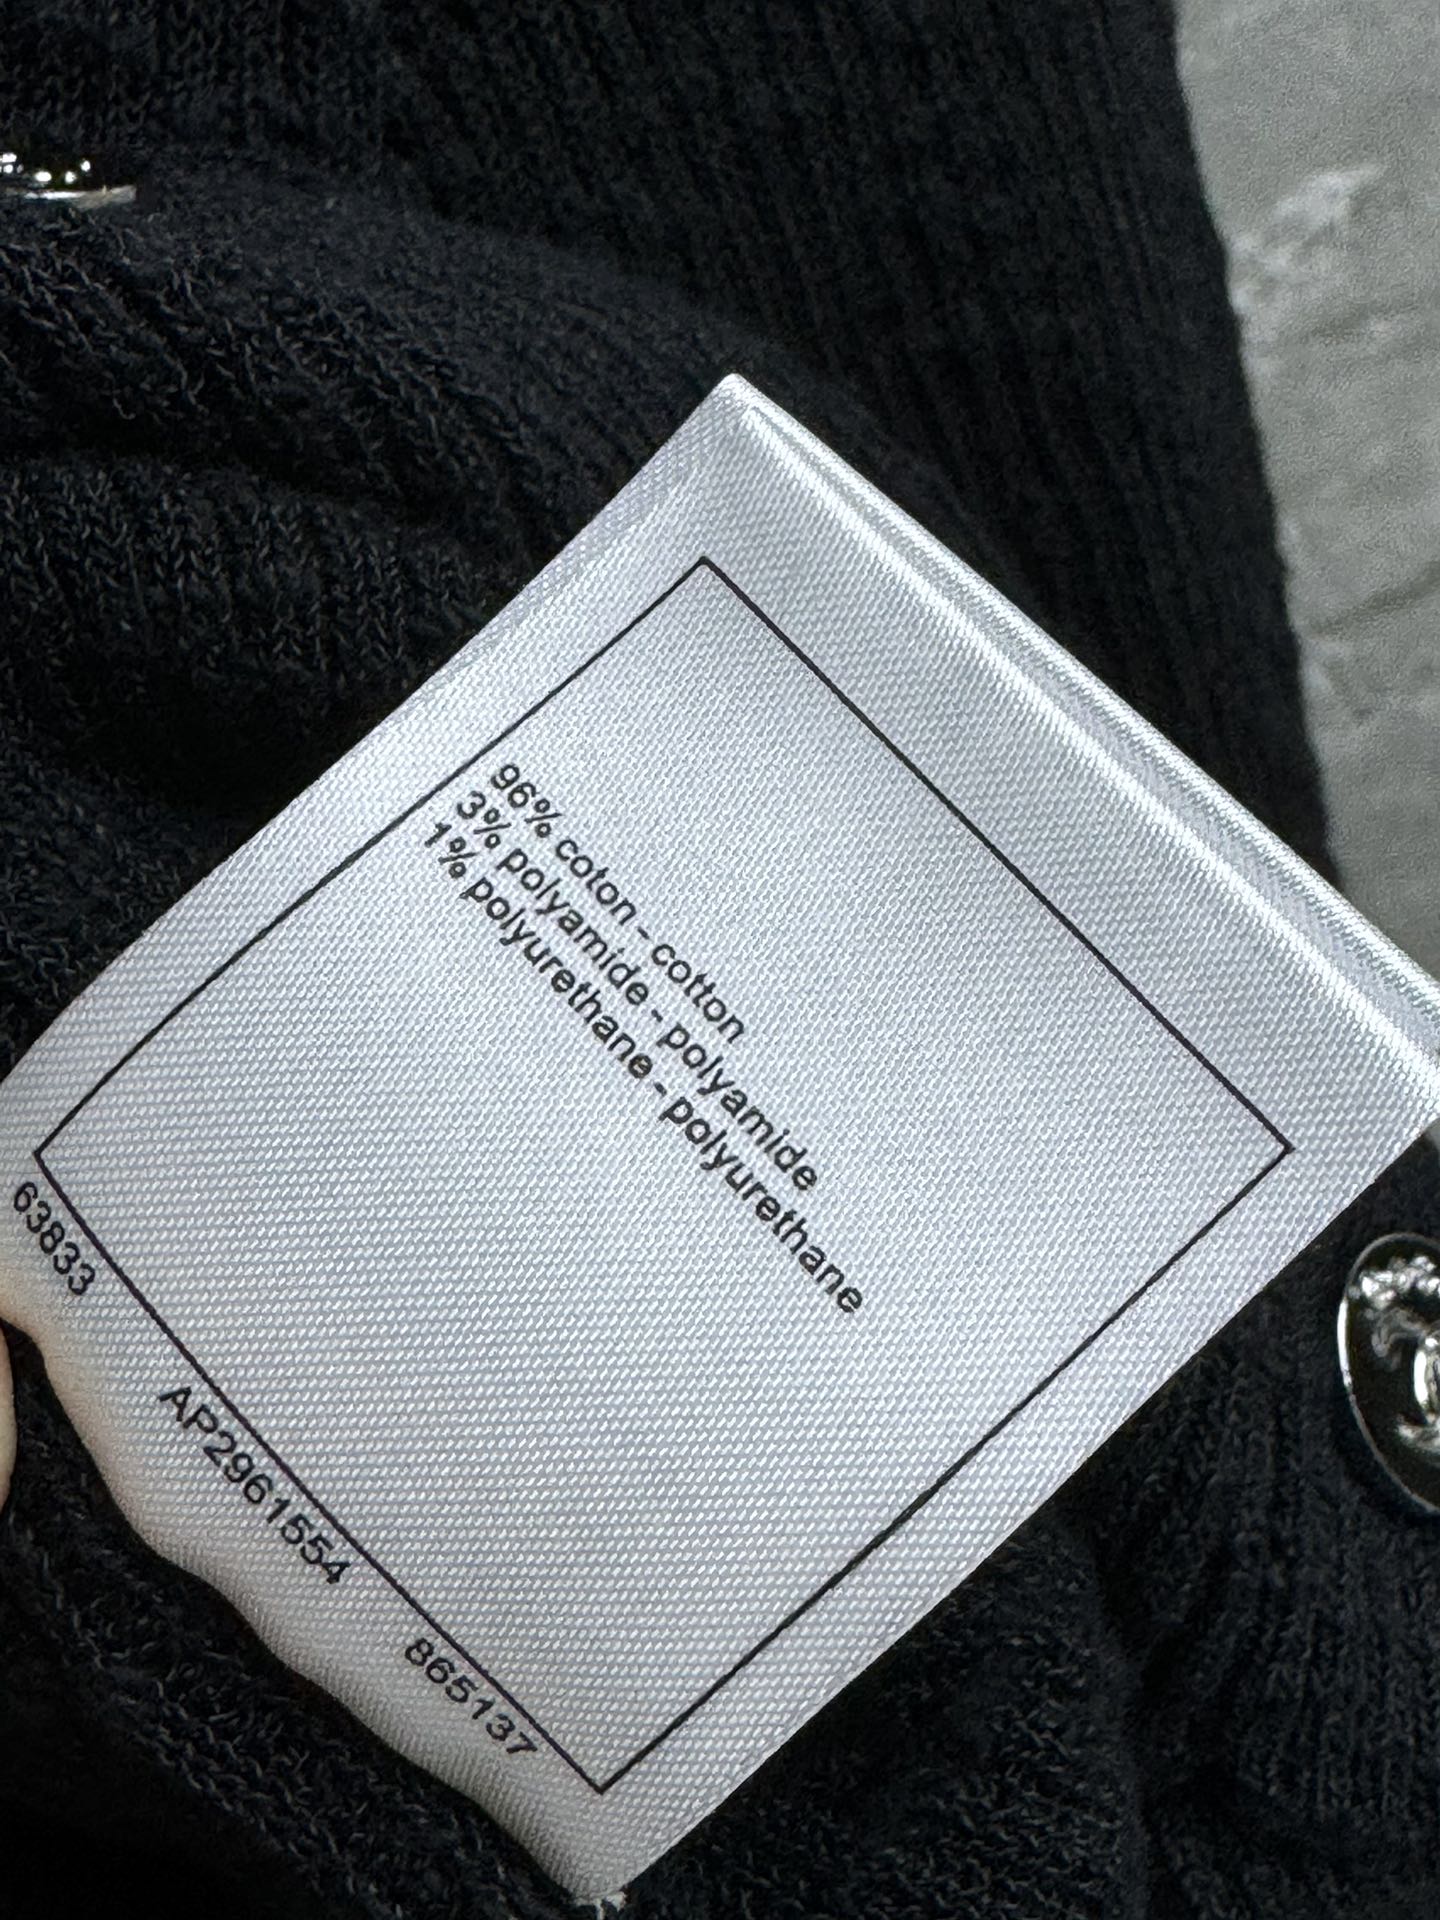 96% coton - cotton
3% polyamide - polyamide
1% polyurethane - polyurethane
63833 AP2961554 865137